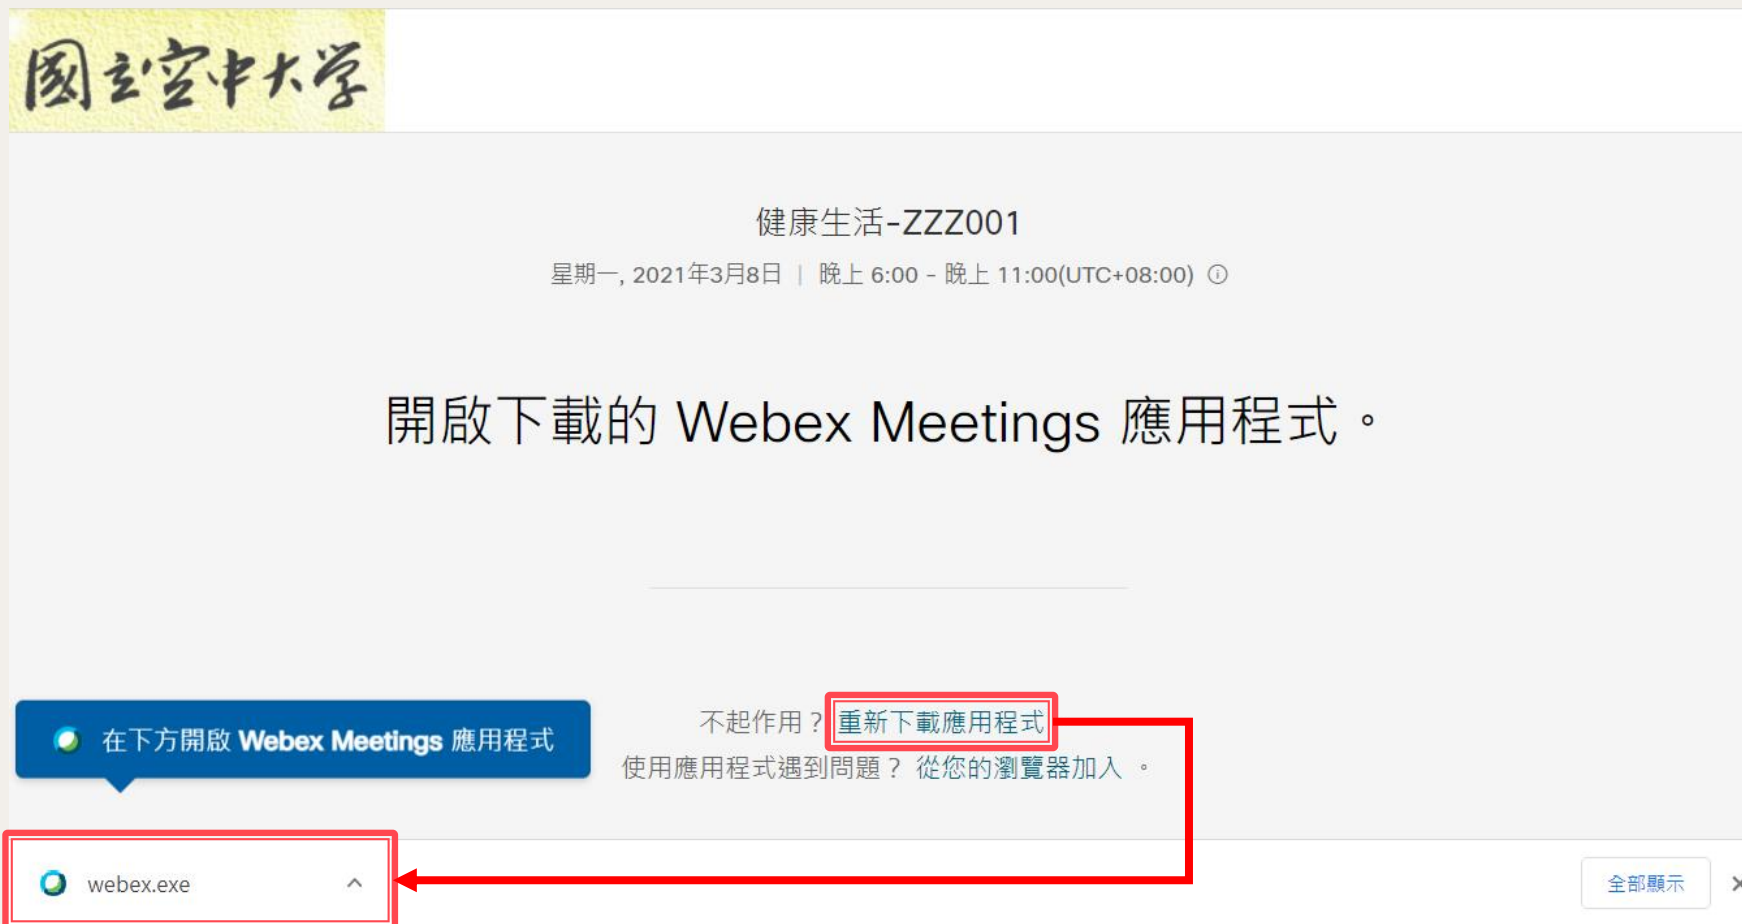 國立空中大学
健康生活-ZZZ001
星期一, 2021年3月8日 | 晚上 6:00 - 晚上 11:00(UTC+08:00)
開啟下載的 Webex Meetings 應用程式。
不起作用？ 重新下載應用程式
在下方開啟 Webex Meetings 應用程式
使用應用程式遇到問題？ 從您的瀏覽器加入 。
webex.exe
全部顯示